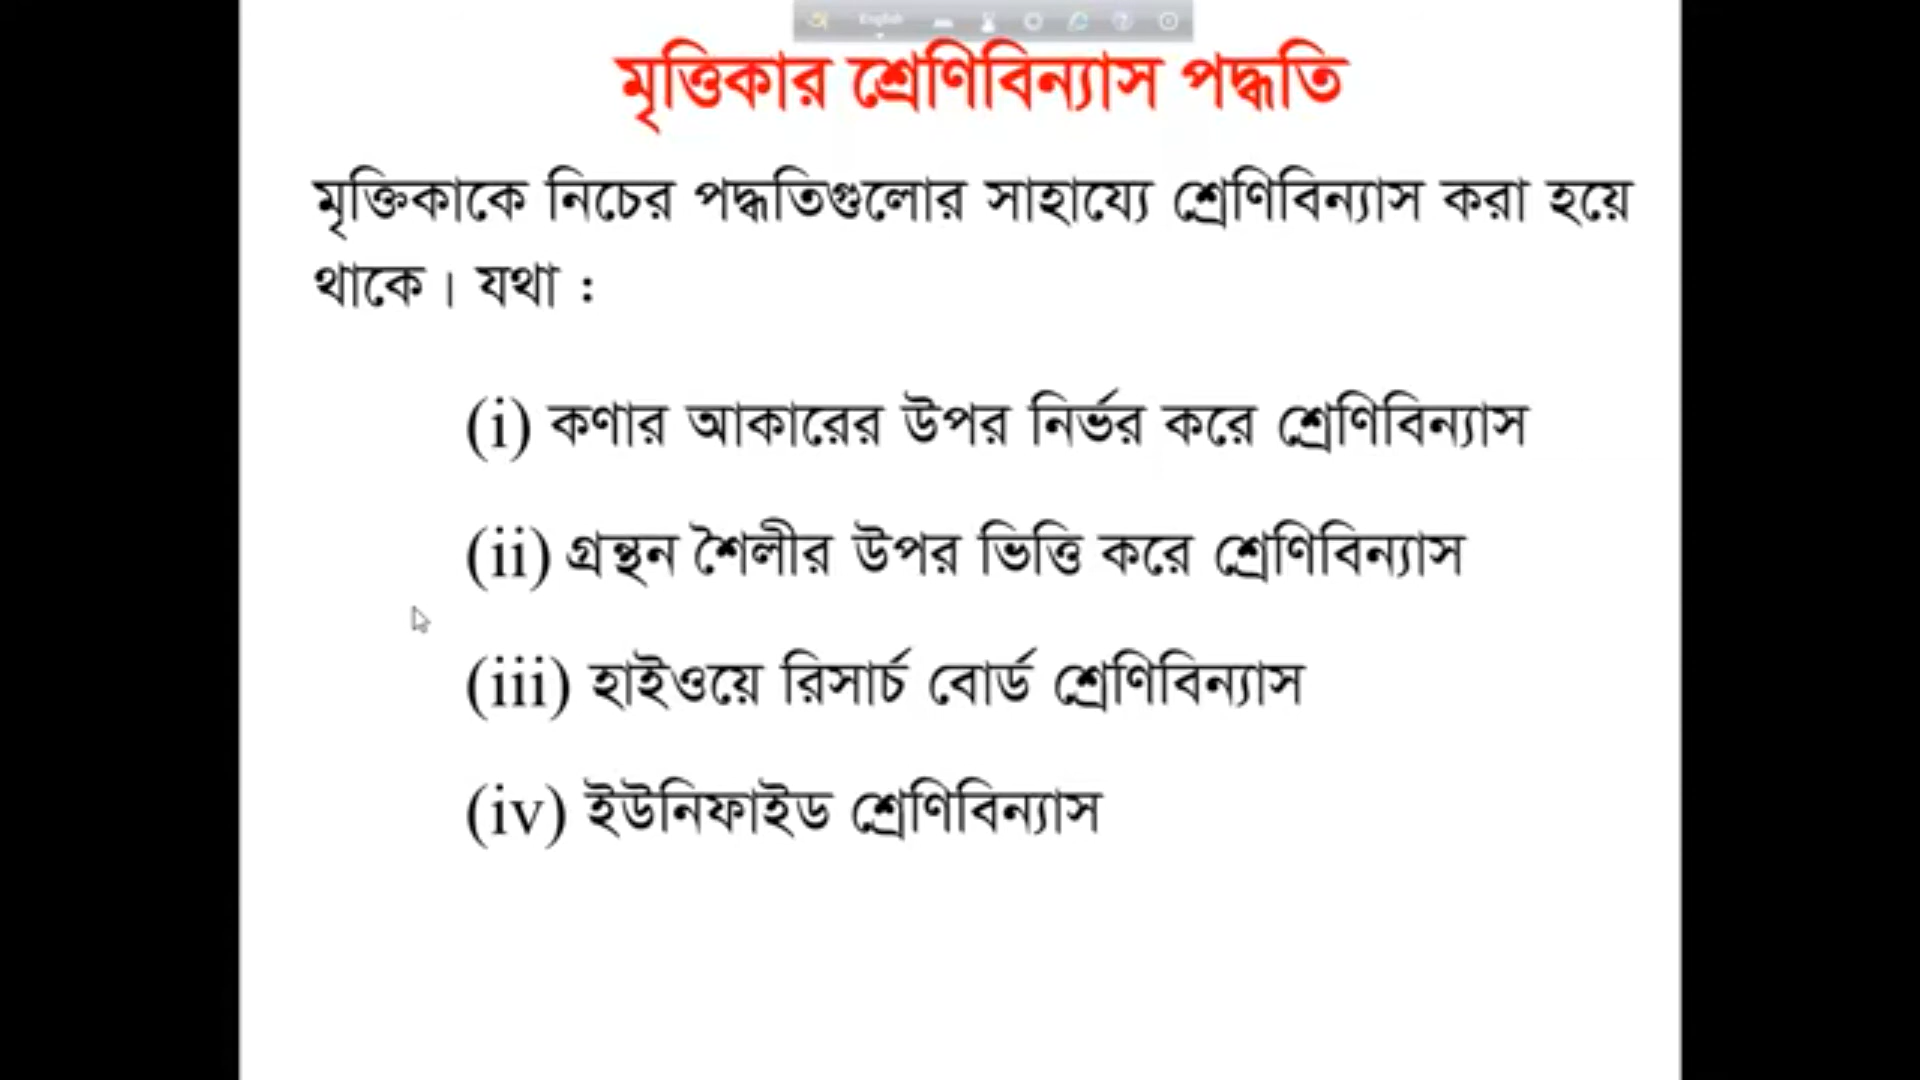 English
মৃত্তিকার শ্রেণিবিন্যাস পদ্ধতি
মৃক্তিকাকে নিচের পদ্ধতিগুলোর সাহায্যে শ্রেণিবিন্যাস করা হয়ে
থাকে। যথা :
(i) কণার আকারের উপর নির্ভর করে শ্রেণিবিন্যাস
(ii) গ্রন্থন শৈলীর উপর ভিত্তি করে শ্রেণিবিন্যাস
(iii) হাইওয়ে রিসার্চ বোর্ড শ্রেণিবিন্যাস
(iv) ইউনিফাইড শ্রেণিবিন্যাস